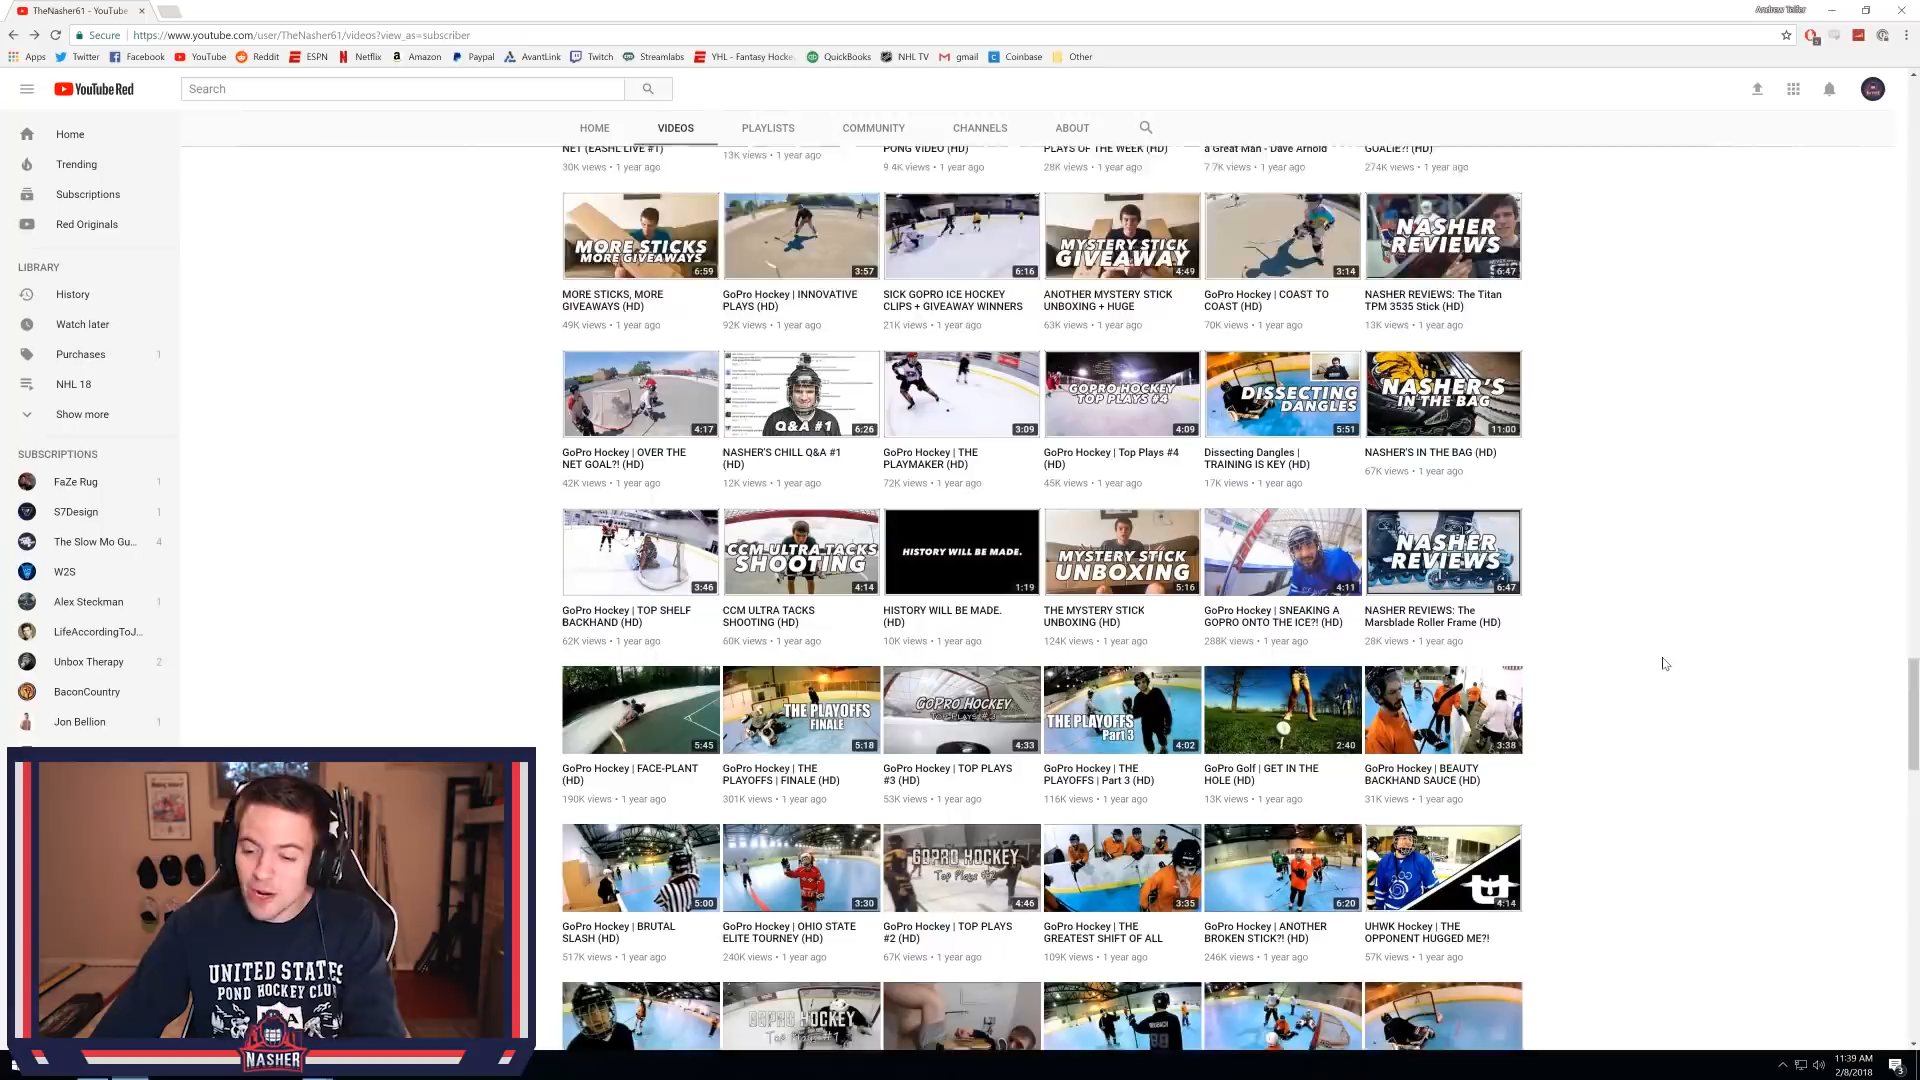 TheNasher61 - YouTube
Secure https://www.youtube.com/user/TheNasher61/videos?view_as=subscriber
Apps Twitter Facebook YouTube Reddit ESPN Netflix Amazon Paypal AvantLink Twitch Streamlabs YHL - Fantasy Hocke QuickBooks NHL TV gmail Coinbase Other
YouTube Red
Search
HOME VIDEOS PLAYLISTS COMMUNITY CHANNELS ABOUT
Home
Trending
Subscriptions
Red Originals
LIBRARY
History
Watch later
Purchases 1
NHL 18
Show more
SUBSCRIPTIONS
FaZe Rug 1
S7Design 1
The Slow Mo Gu... 4
W2S
Alex Steckman 1
LifeAccordingToJ...
Unbox Therapy 2
BaconCountry
Jon Bellion 1
NET (EASHL LIVE #1)
30K views • 1 year ago
13K views • 1 year ago
PONG VIDEO (HD)
9.4K views • 1 year ago
PLAYS OF THE WEEK (HD)
28K views • 1 year ago
a Great Man - Dave Arnold
7.7K views • 1 year ago
GOALIE?! (HD)
274K views • 1 year ago
MORE STICKS
MORE GIVEAWAYS
6:59
MORE STICKS, MORE
GIVEAWAYS (HD)
49K views • 1 year ago
3:57
GoPro Hockey | INNOVATIVE
PLAYS (HD)
92K views • 1 year ago
6:16
SICK GOPRO ICE HOCKEY
CLIPS + GIVEAWAY WINNERS
21K views • 1 year ago
MYSTERY STICK
GIVEAWAY
4:49
ANOTHER MYSTERY STICK
UNBOXING + HUGE
63K views • 1 year ago
3:14
GoPro Hockey | COAST TO
COAST (HD)
70K views • 1 year ago
NASHER
REVIEWS
6:47
NASHER REVIEWS: The Titan
TPM 3535 Stick (HD)
13K views • 1 year ago
4:17
GoPro Hockey | OVER THE
NET GOAL?! (HD)
42K views • 1 year ago
Q&A #1
6:26
NASHER'S CHILL Q&A #1
(HD)
12K views • 1 year ago
3:09
GoPro Hockey | THE
PLAYMAKER (HD)
72K views • 1 year ago
GOPRO HOCKEY
TOP PLAYS #4
4:09
GoPro Hockey | Top Plays #4
(HD)
45K views • 1 year ago
DISSECTING
DANGLES
5:51
Dissecting Dangles |
TRAINING IS KEY (HD)
17K views • 1 year ago
NASHER'S
IN THE BAG
11:00
NASHER'S IN THE BAG (HD)
67K views • 1 year ago
3:46
GoPro Hockey | TOP SHELF
BACKHAND (HD)
62K views • 1 year ago
CCM ULTRA TACKS
SHOOTING
4:14
CCM ULTRA TACKS
SHOOTING (HD)
60K views • 1 year ago
HISTORY WILL BE MADE.
1:19
HISTORY WILL BE MADE.
(HD)
10K views • 1 year ago
MYSTERY STICK
UNBOXING
5:16
THE MYSTERY STICK
UNBOXING (HD)
124K views • 1 year ago
4:11
GoPro Hockey | SNEAKING A
GOPRO ONTO THE ICE?! (HD)
288K views • 1 year ago
NASHER
REVIEWS
6:47
NASHER REVIEWS: The
Marsblade Roller Frame (HD)
28K views • 1 year ago
5:45
GoPro Hockey | FACE-PLANT
(HD)
190K views • 1 year ago
THE PLAYOFFS
FINALE
5:18
GoPro Hockey | THE
PLAYOFFS | FINALE (HD)
301K views • 1 year ago
GOPRO HOCKEY
TOP PLAYS #3
4:33
GoPro Hockey | TOP PLAYS
#3 (HD)
53K views • 1 year ago
THE PLAYOFFS
Part 3
4:02
GoPro Hockey | THE
PLAYOFFS | Part 3 (HD)
116K views • 1 year ago
2:40
GoPro Golf | GET IN THE
HOLE (HD)
13K views • 1 year ago
3:38
GoPro Hockey | BEAUTY
BACKHAND SAUCE (HD)
31K views • 1 year ago
5:00
GoPro Hockey | BRUTAL
SLASH (HD)
517K views • 1 year ago
3:30
GoPro Hockey | OHIO STATE
ELITE TOURNEY (HD)
240K views • 1 year ago
GOPRO HOCKEY
Top Plays #2
4:46
GoPro Hockey | TOP PLAYS
#2 (HD)
67K views • 1 year ago
3:35
GoPro Hockey | THE
GREATEST SHIFT OF ALL
109K views • 1 year ago
6:20
GoPro Hockey | ANOTHER
BROKEN STICK?! (HD)
246K views • 1 year ago
4:14
UHWK Hockey | THE
OPPONENT HUGGED ME?!
57K views • 1 year ago
GOPRO HOCKEY
Top Plays #1
88
UNITED STATES
POND HOCKEY CLUB
NASHER
11:39 AM
2/8/2018